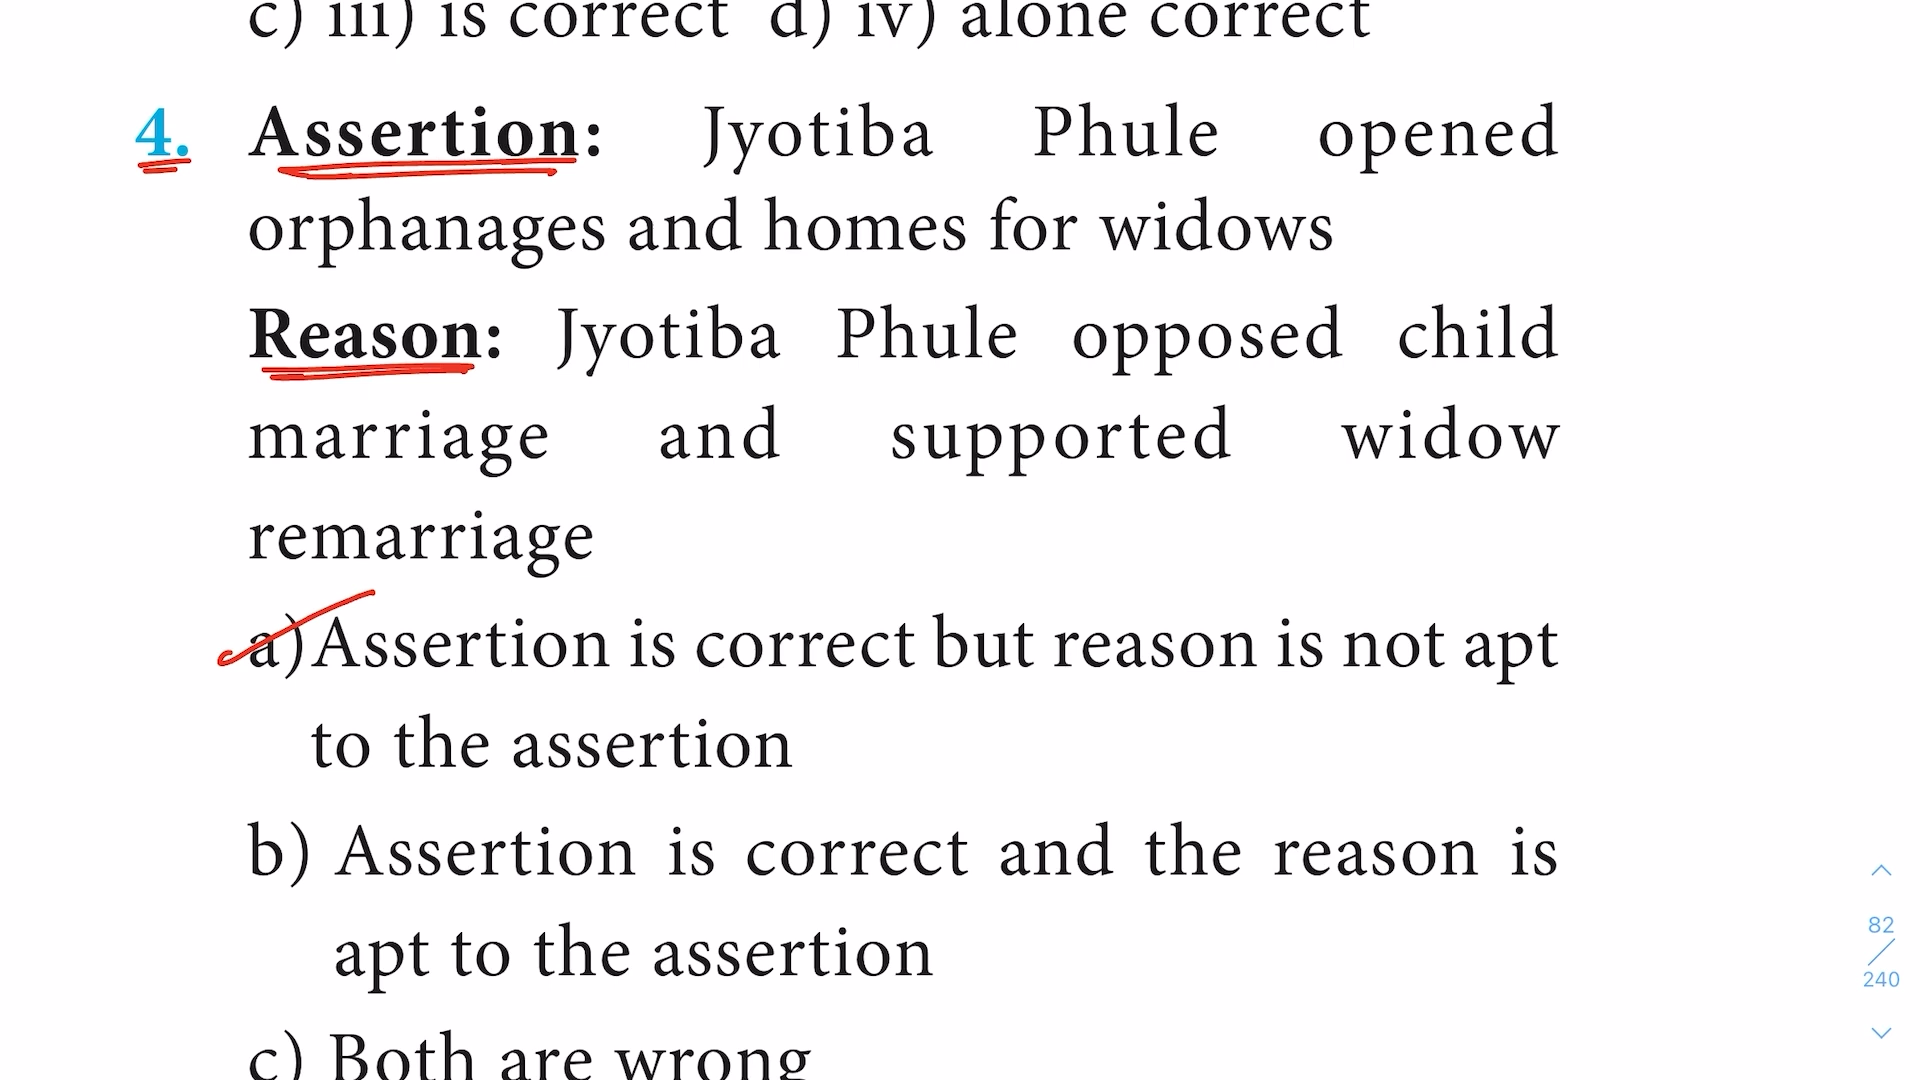 c) iii) is correct d) iv) alone correct
4. Assertion: Jyotiba Phule opened
orphanages and homes for widows
Reason: Jyotiba Phule opposed child
marriage and supported widow
remarriage
a) Assertion is correct but reason is not apt
to the assertion
b) Assertion is correct and the reason is
apt to the assertion
c) Both are wrong
82
240